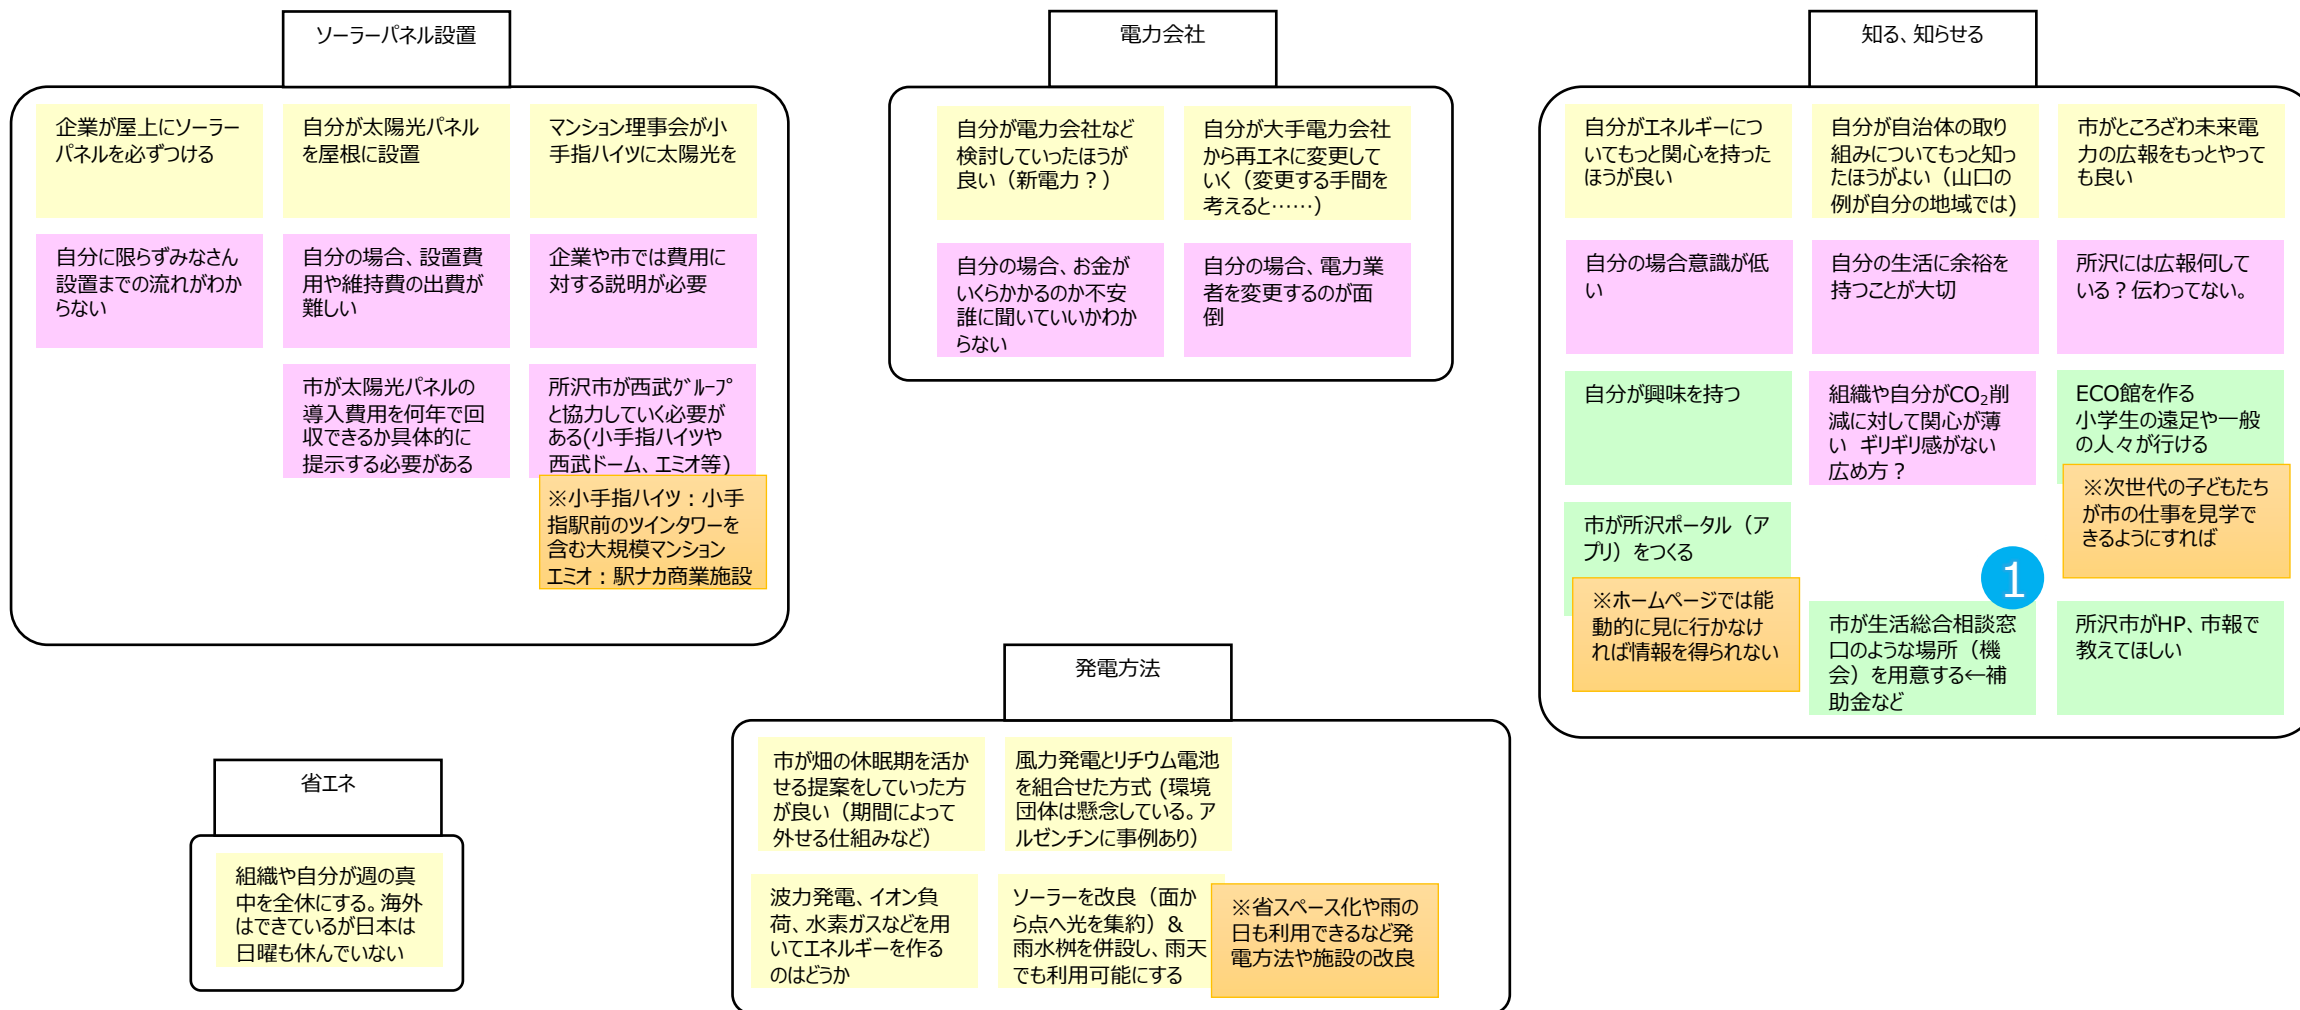 ソーラーパネル設置
企業が屋上にソーラー
パネルを必ずつける
自分が太陽光パネル
を屋根に設置
マンション理事会が小
手指ハイツに太陽光を
自分に限らずみなさん
設置までの流れがわか
らない
自分の場合、設置費
用や維持費の出費が
難しい
企業や市では費用に
対する説明が必要
市が太陽光パネルの
導入費用を何年で回
収できるか具体的に
提示する必要がある
所沢市が西武グループ
と協力していく必要が
ある(小手指ハイツや
西武ドーム、エミオ等)
※小手指ハイツ：小手
指駅前のツインタワーを
含む大規模マンション
エミオ：駅ナカ商業施設
電力会社
自分が電力会社など
検討していったほうが
良い（新電力？）
自分が大手電力会社
から再エネに変更して
いく（変更する手間を
考えると……）
自分の場合、お金が
いくらかかるのか不安
誰に聞いていいかわか
らない
自分の場合、電力業
者を変更するのが面
倒
知る、知らせる
自分がエネルギーにつ
いてもっと関心を持った
ほうが良い
自分が自治体の取り
組みについてもっと知っ
たほうがよい（山口の
例が自分の地域では)
市がところざわ未来電
力の広報をもっとやって
も良い
自分の場合意識が低
い
自分の生活に余裕を
持つことが大切
所沢には広報何して
いる？伝わってない。
自分が興味を持つ
組織や自分がCO₂削
減に対して関心が薄
い ギリギリ感がない
広め方？
ECO館を作る
小学生の遠足や一般
の人々が行ける
※次世代の子どもたち
が市の仕事を見学で
きるようにすれば
市が所沢ポータル（ア
プリ）をつくる
※ホームページでは能
動的に見に行かなけ
れば情報を得られない
1
市が生活総合相談窓
口のような場所（機
会）を用意する←補
助金など
所沢市がHP、市報で
教えてほしい
省エネ
組織や自分が週の真
中を全休にする。海外
はできているが日本は
日曜も休んでいない
発電方法
市が畑の休眠期を活か
せる提案をしていった方
が良い（期間によって
外せる仕組みなど）
風力発電とリチウム電池
を組合せた方式 (環境
団体は懸念している。ア
ルゼンチンに事例あり）
波力発電、イオン負
荷、水素ガスなどを用
いてエネルギーを作る
のはどうか
ソーラーを改良（面か
ら点へ光を集約）＆
雨水桝を併設し、雨天
でも利用可能にする
※省スペース化や雨の
日も利用できるなど発
電方法や施設の改良